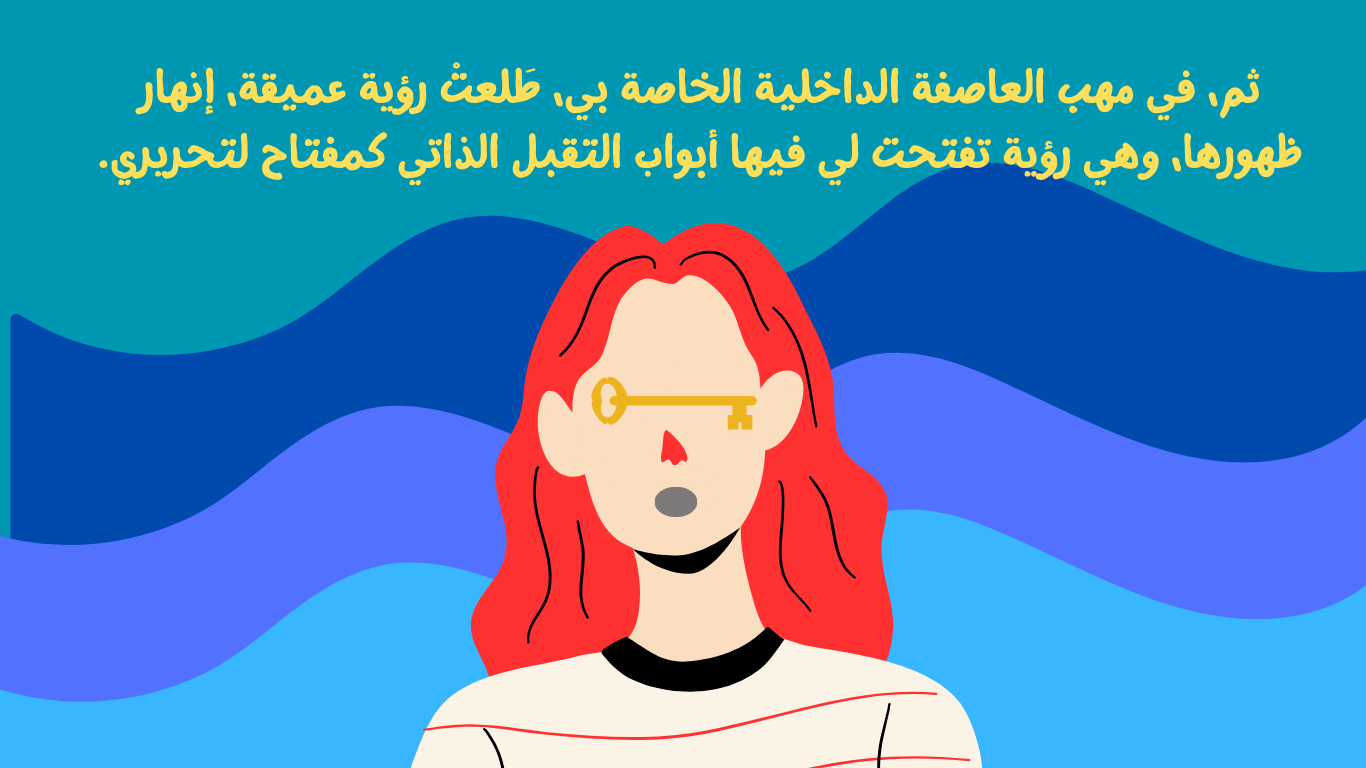 ثم، في مهب العاصفة الداخلية الخاصة بي، طَلعتْ رؤية عميقة، إنهار
ظهورها، وهي رؤية تفتحت لي فيها أبواب التقبل الذاتي كمفتاح لتحريري.